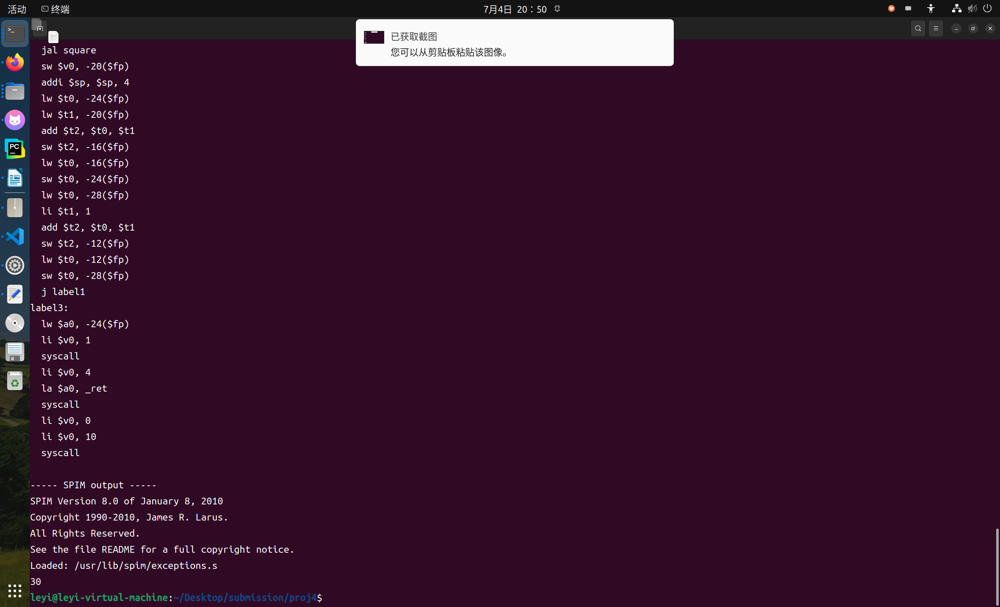 活动 终端 7月4日 20：50
已获取截图
您可以从剪贴板粘贴该图像。
>_
PC
jal square
sw $v0, -20($fp)
addi $sp, $sp, 4
lw $t0, -24($fp)
lw $t1, -20($fp)
add $t2, $t0, $t1
sw $t2, -16($fp)
lw $t0, -16($fp)
sw $t0, -24($fp)
lw $t0, -28($fp)
li $t1, 1
add $t2, $t0, $t1
sw $t2, -12($fp)
lw $t0, -12($fp)
sw $t0, -28($fp)
j label1
label3:
lw $a0, -24($fp)
li $v0, 1
syscall
li $v0, 4
la $a0, _ret
syscall
li $v0, 0
li $v0, 10
syscall
----- SPIM output -----
SPIM Version 8.0 of January 8, 2010
Copyright 1990-2010, James R. Larus.
All Rights Reserved.
See the file README for a full copyright notice.
Loaded: /usr/lib/spim/exceptions.s
30
leyi@leyi-virtual-machine:~/Desktop/submission/proj4$